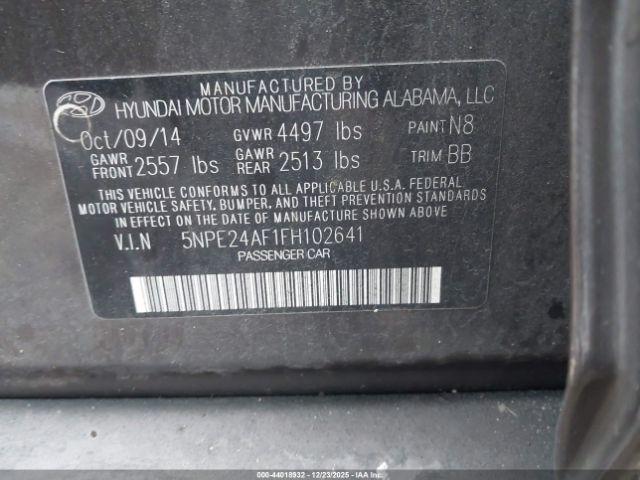 MANUFACTURED BY
HYUNDAI MOTOR MANUFACTURING ALABAMA, LLC
Oct/09/14 GVWR 4497 lbs PAINT N8
GAWR FRONT 2557 lbs GAWR REAR 2513 lbs TRIM BB
THIS VEHICLE CONFORMS TO ALL APPLICABLE U.S.A. FEDERAL
MOTOR VEHICLE SAFETY, BUMPER, AND THEFT PREVENTION STANDARDS
IN EFFECT ON THE DATE OF MANUFACTURE SHOWN ABOVE.
V.I.N 5NPE24AF1FH102641
PASSENGER CAR
000-44018932 - 12/23/2025 - IAA, Inc.